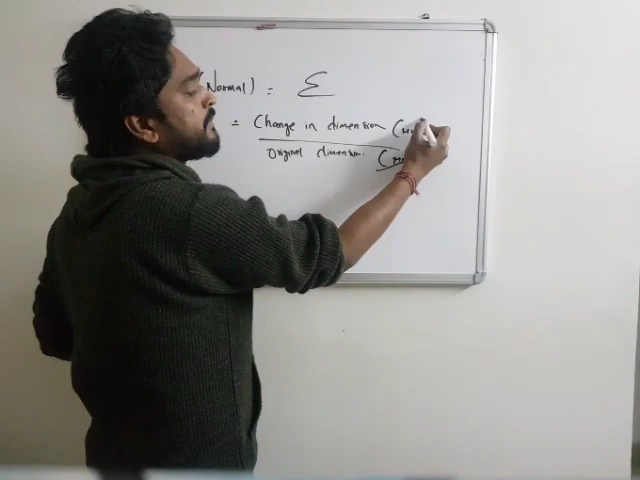 (Normal) = Σ
= Change in dimension (m
Original dimension. (m